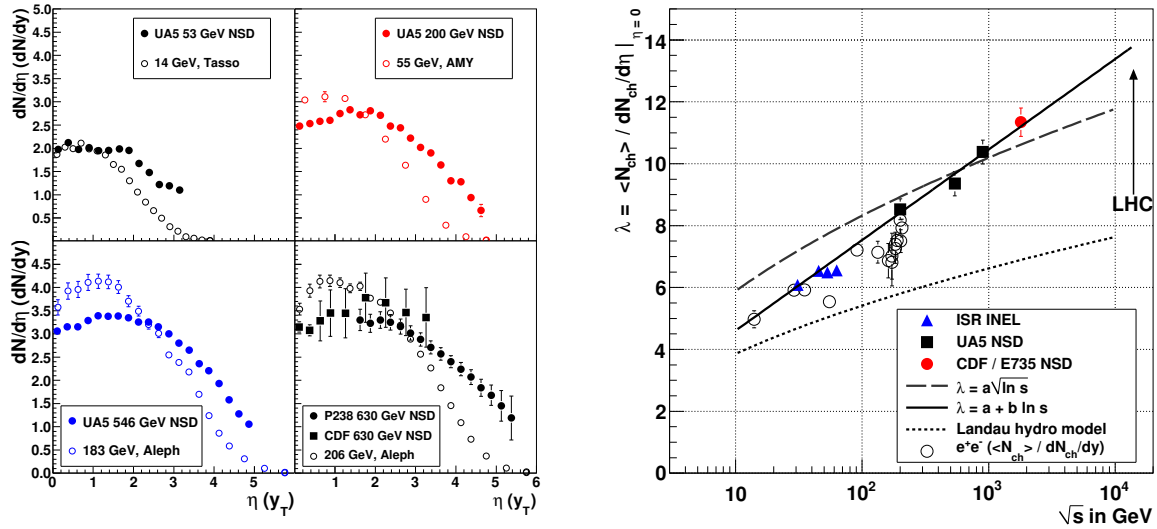 dN/dη (dN/dy)
5.0
4.5
4.0
3.5
3.0
2.5
2.0
1.5
1.0
0.5
UA5 53 GeV NSD
14 GeV, Tasso
UA5 200 GeV NSD
55 GeV, AMY
dN/dη (dN/dy)
4.5
4.0
3.5
3.0
2.5
2.0
1.5
1.0
0.5
0.0
UA5 546 GeV NSD
183 GeV, Aleph
P238 630 GeV NSD
CDF 630 GeV NSD
206 GeV, Aleph
0 1 2 3 4 5 0 1 2 3 4 5 6
η (y_T) η (y_T)
λ = <N_ch> / dN_ch/dη |_η=0
14
12
10
8
6
4
2
0
LHC
ISR INEL
UA5 NSD
CDF / E735 NSD
λ = a√ln s
λ = a + b ln s
Landau hydro model
e⁺e⁻ (<N_ch> / dN_ch/dy)
10 10² 10³ 10⁴
√s in GeV